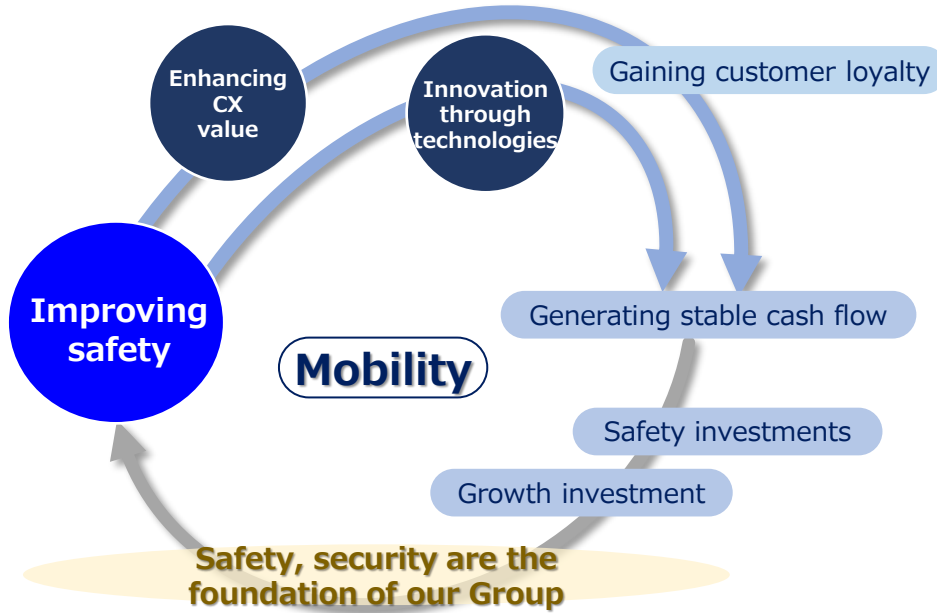 Enhancing
CX
value
Innovation
through
technologies
Gaining customer loyalty
Improving
safety
Generating stable cash flow
Mobility
Safety investments
Growth investment
Safety, security are the
foundation of our Group